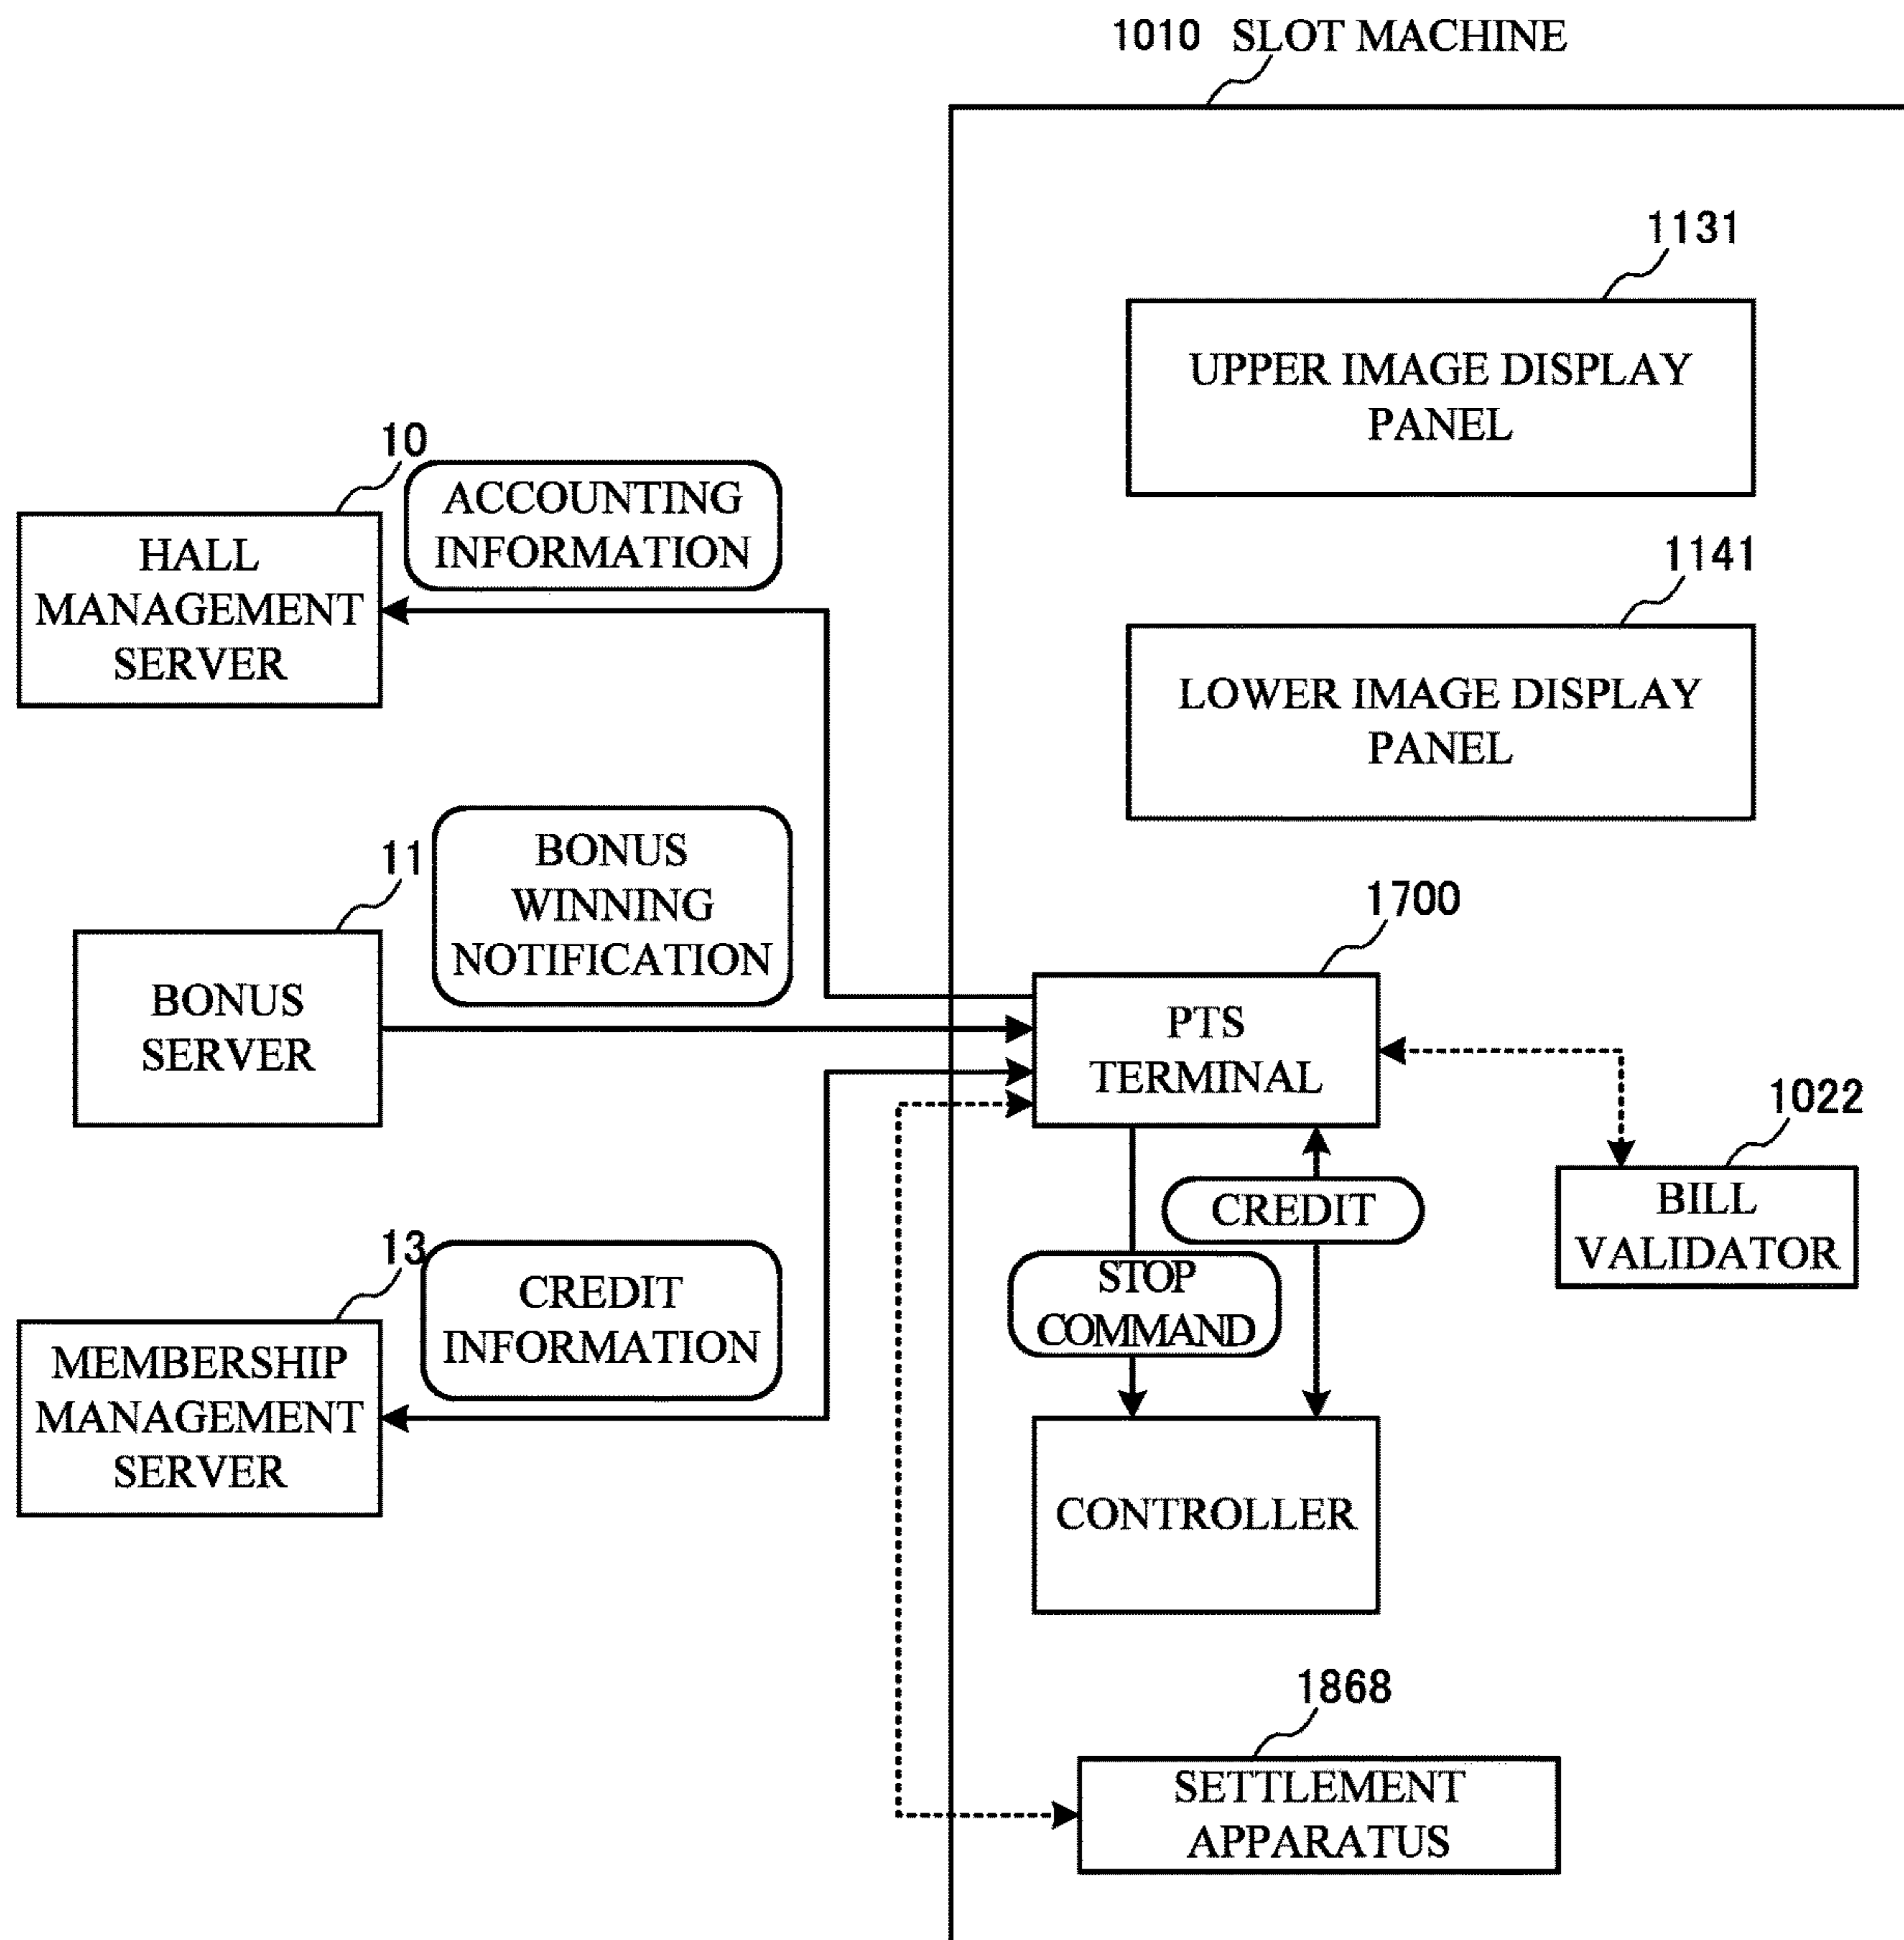 1010 SLOT MACHINE
1131
UPPER IMAGE DISPLAY
PANEL
1141
LOWER IMAGE DISPLAY
PANEL
10
ACCOUNTING
INFORMATION
HALL
MANAGEMENT
SERVER
11
BONUS
WINNING
NOTIFICATION
BONUS
SERVER
1700
PTS
TERMINAL
1022
BILL
VALIDATOR
CREDIT
STOP
COMMAND
13
CREDIT
INFORMATION
MEMBERSHIP
MANAGEMENT
SERVER
CONTROLLER
1868
SETTLEMENT
APPARATUS